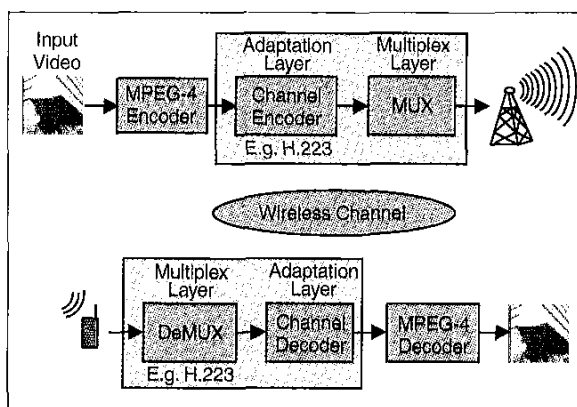 Input
Video
MPEG-4
Encoder
Adaptation
Layer
Channel
Encoder
E.g. H.223
Multiplex
Layer
MUX
Wireless Channel
Multiplex
Layer
DeMUX
E.g. H.223
Adaptation
Layer
Channel
Decoder
MPEG-4
Decoder